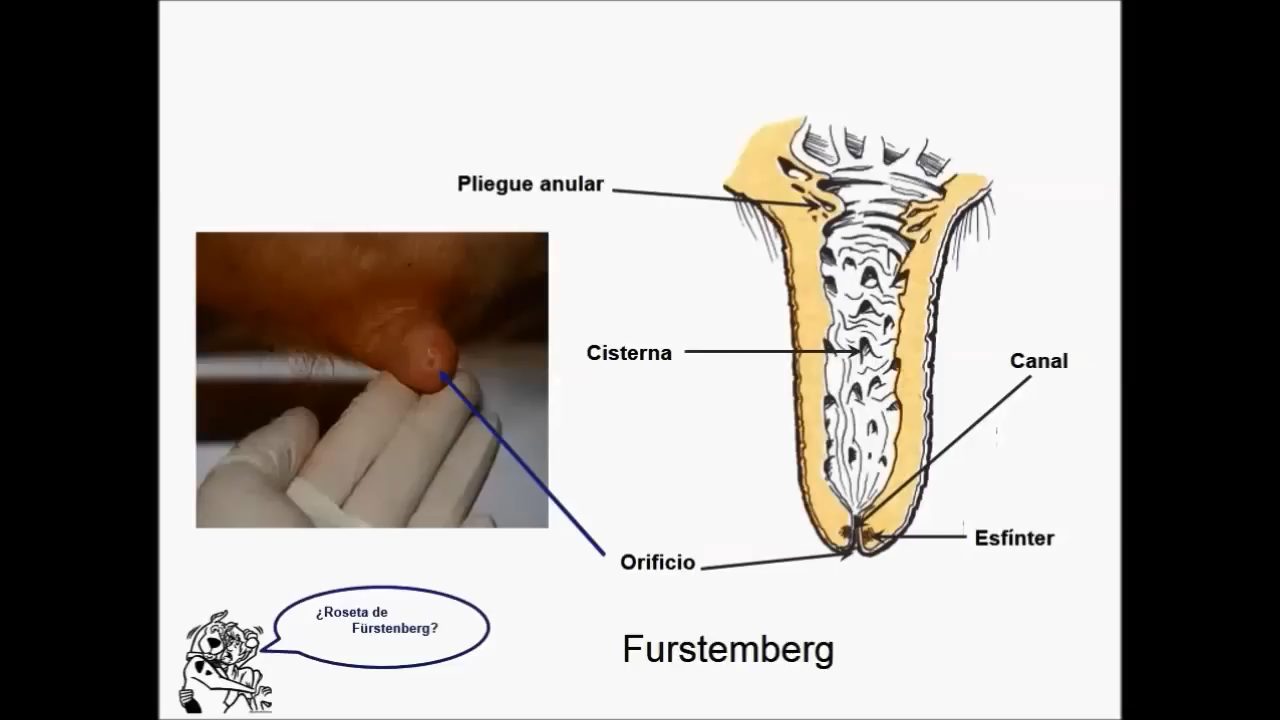 Pliegue anular
Cisterna
Canal
Esfínter
Orificio
¿Roseta de
Fürstenberg?
Furstemberg